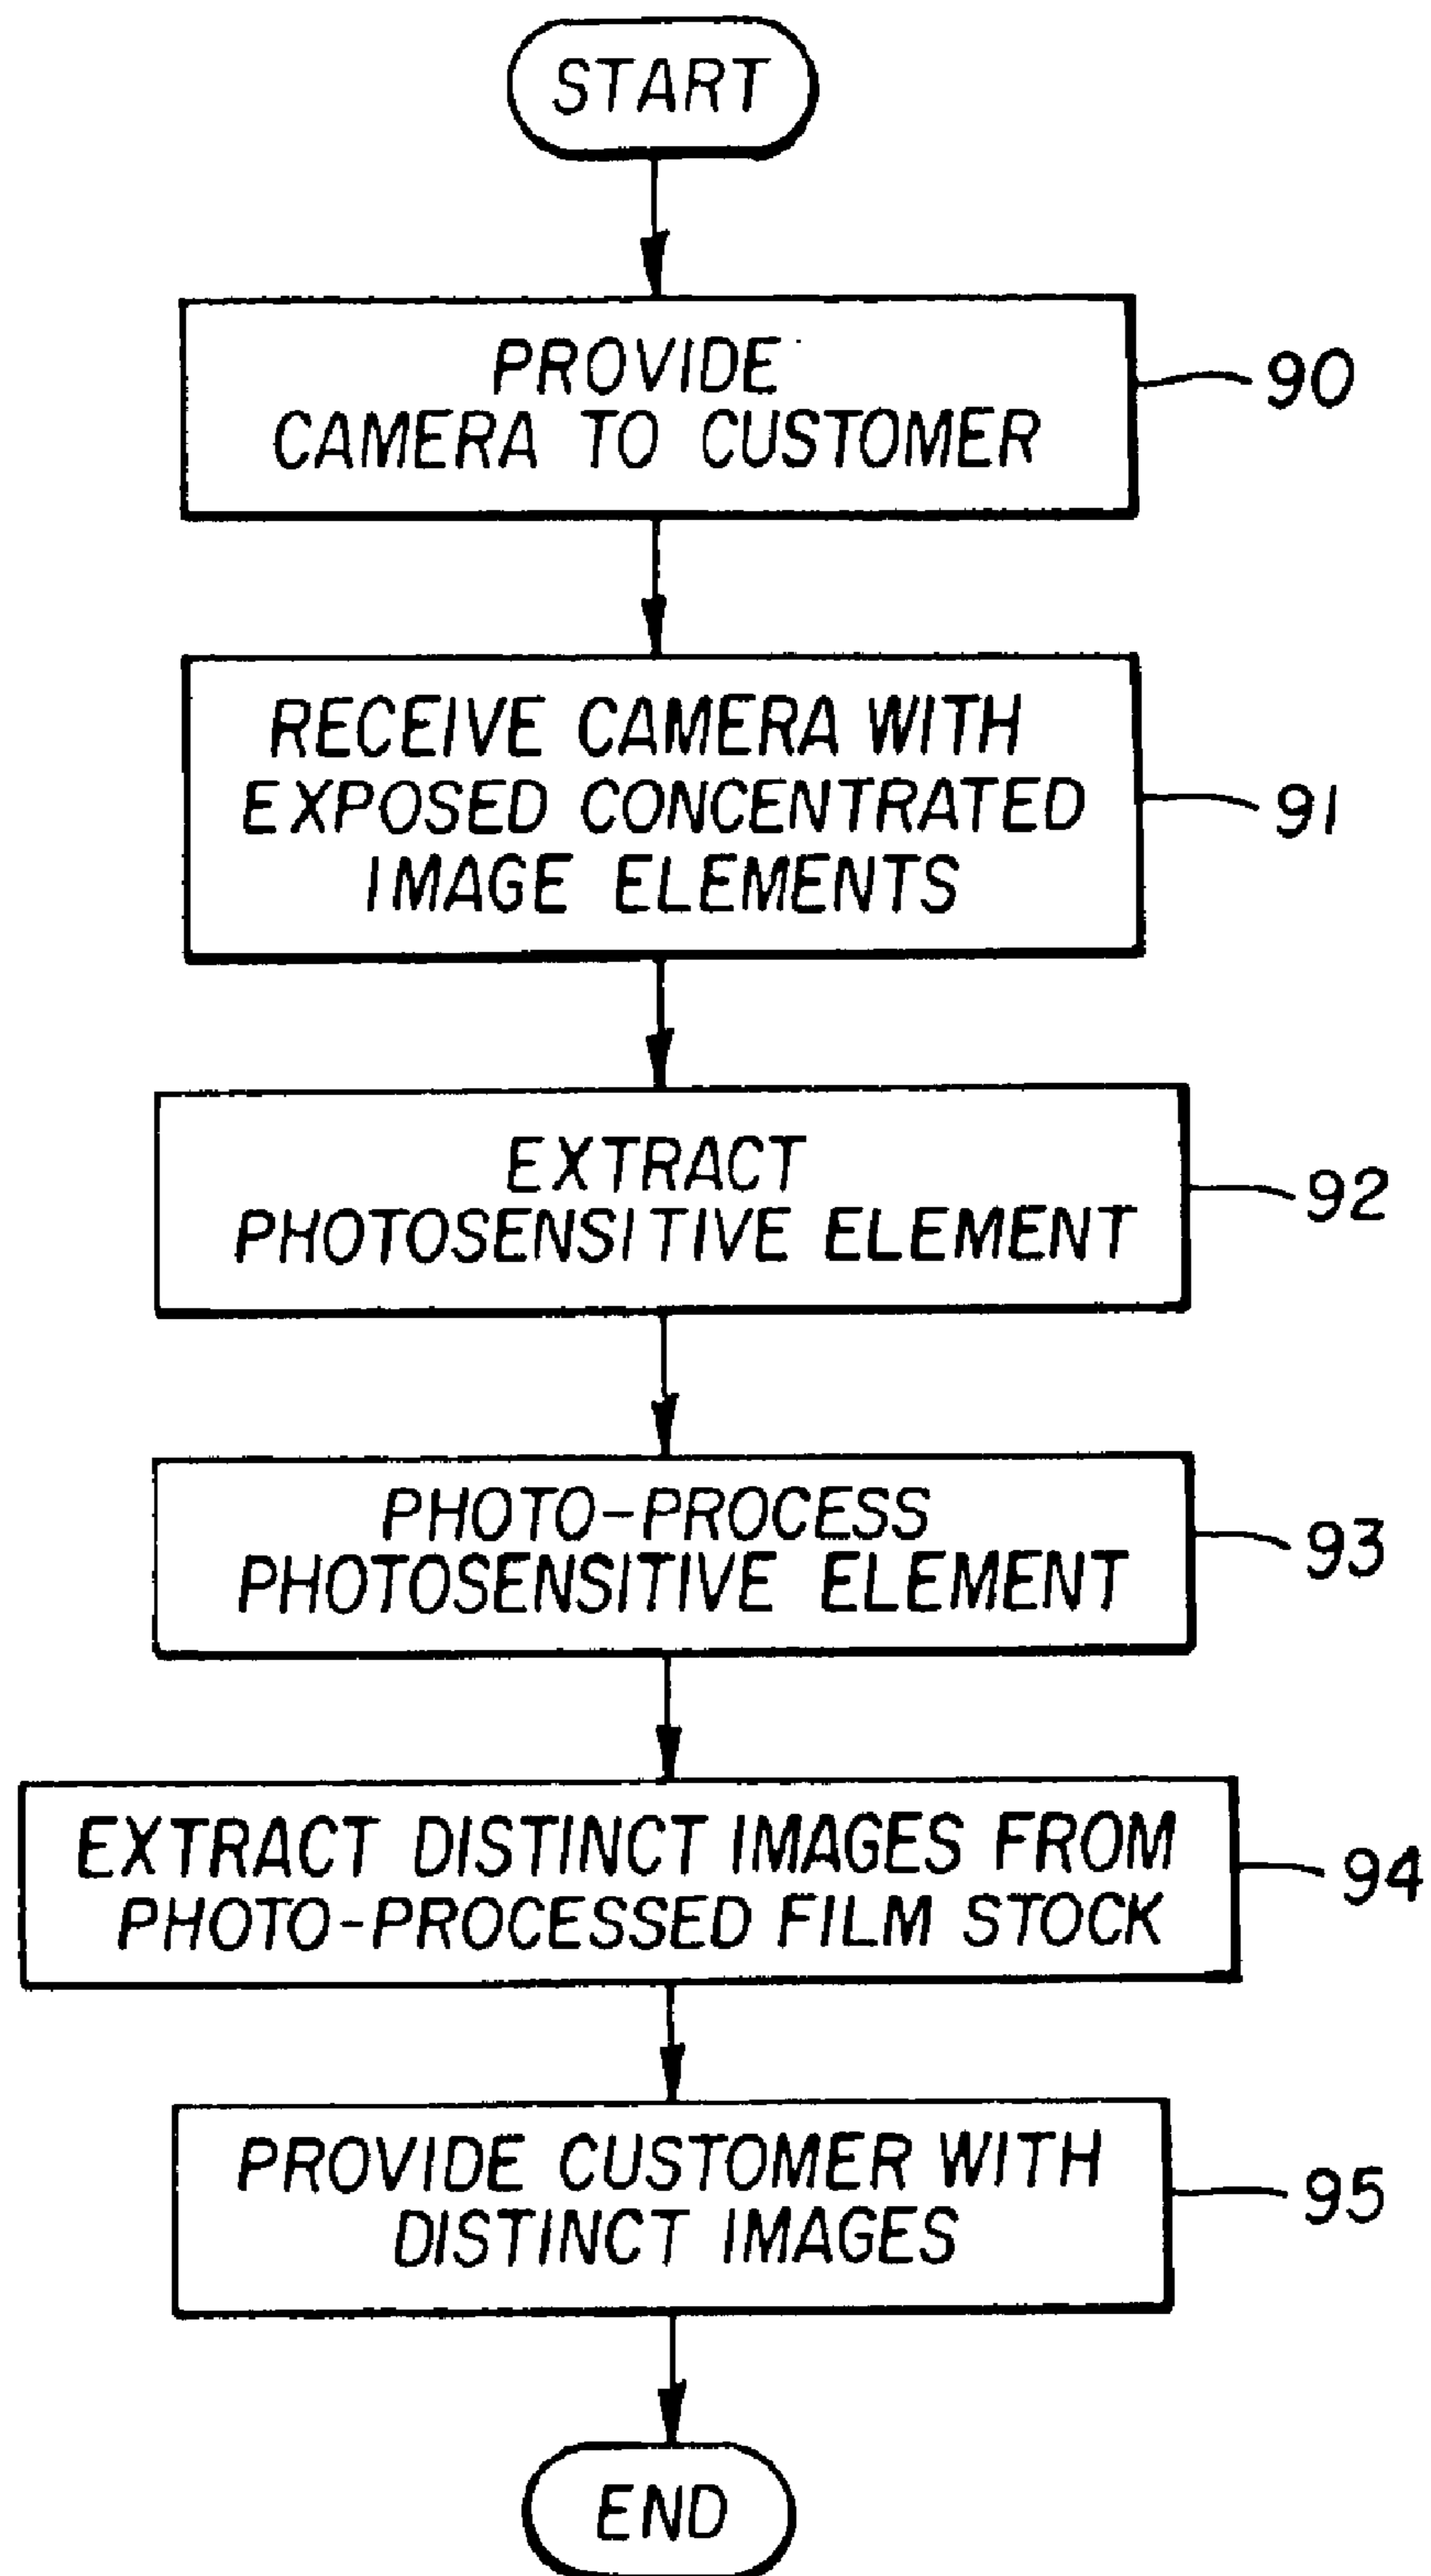 START
PROVIDE
CAMERA TO CUSTOMER
90
RECEIVE CAMERA WITH
EXPOSED CONCENTRATED
IMAGE ELEMENTS
91
EXTRACT
PHOTOSENSITIVE ELEMENT
92
PHOTO-PROCESS
PHOTOSENSITIVE ELEMENT
93
EXTRACT DISTINCT IMAGES FROM
PHOTO-PROCESSED FILM STOCK
94
PROVIDE CUSTOMER WITH
DISTINCT IMAGES
95
END